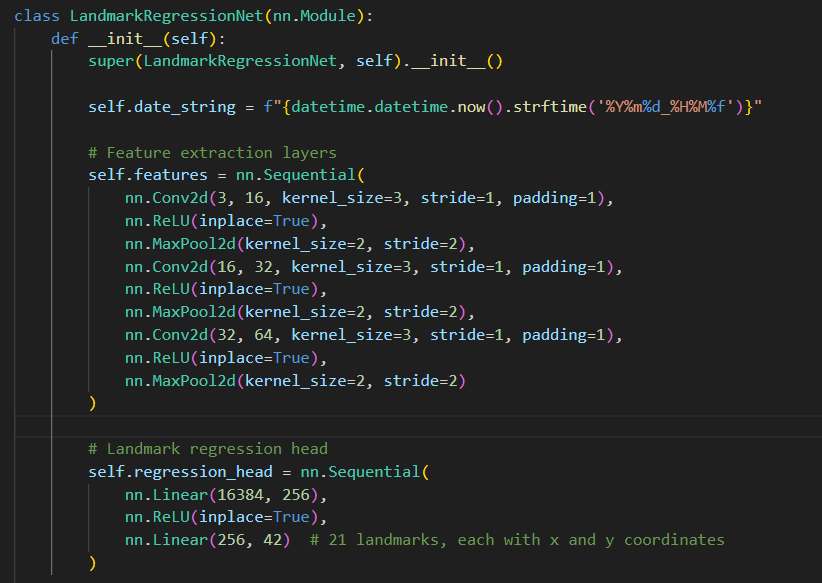 class LandmarkRegressionNet(nn.Module):
    def __init__(self):
        super(LandmarkRegressionNet, self).__init__()

        self.date_string = f"{datetime.datetime.now().strftime('%Y%m%d_%H%M%f')}"

        # Feature extraction layers
        self.features = nn.Sequential(
            nn.Conv2d(3, 16, kernel_size=3, stride=1, padding=1),
            nn.ReLU(inplace=True),
            nn.MaxPool2d(kernel_size=2, stride=2),
            nn.Conv2d(16, 32, kernel_size=3, stride=1, padding=1),
            nn.ReLU(inplace=True),
            nn.MaxPool2d(kernel_size=2, stride=2),
            nn.Conv2d(32, 64, kernel_size=3, stride=1, padding=1),
            nn.ReLU(inplace=True),
            nn.MaxPool2d(kernel_size=2, stride=2)
        )

        # Landmark regression head
        self.regression_head = nn.Sequential(
            nn.Linear(16384, 256),
            nn.ReLU(inplace=True),
            nn.Linear(256, 42)  # 21 landmarks, each with x and y coordinates
        )